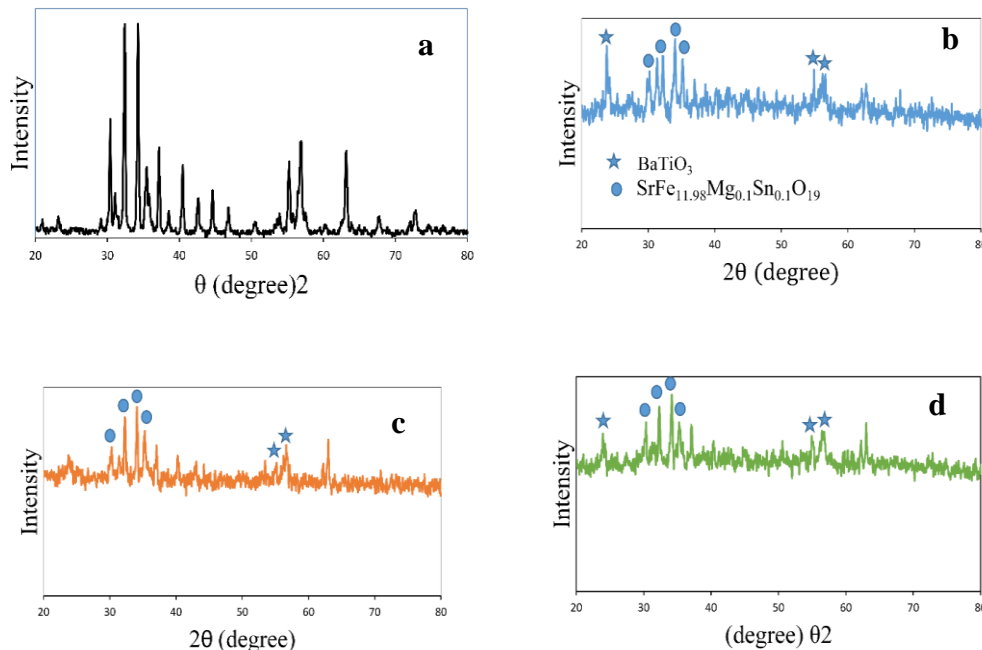 a
Intensity
20 30 40 50 60 70 80
θ (degree)2
b
Intensity
BaTiO3
SrFe11.98Mg0.1Sn0.1O19
20 30 40 50 60 70 80
2θ (degree)
c
Intensity
20 30 40 50 60 70 80
2θ (degree)
d
Intensity
20 30 40 50 60 70 80
(degree) θ2